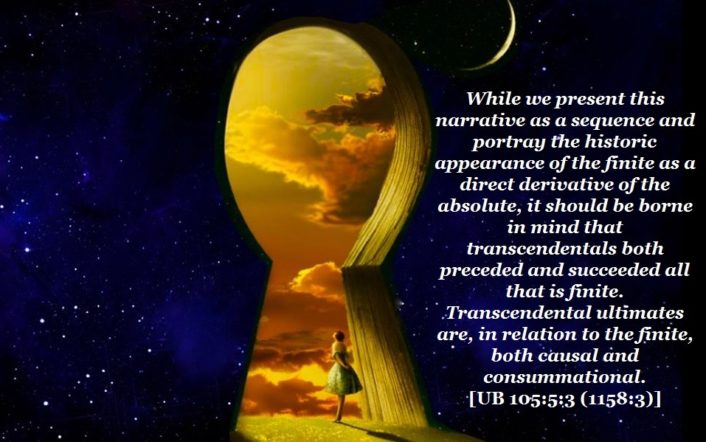 While we present this
narrative as a sequence and
portray the historic
appearance of the finite as a
direct derivative of the
absolute, it should be borne
in mind that
transcendentals both
preceded and succeeded all
that is finite.
Transcendental ultimates
are, in relation to the finite,
both causal and
consummational.
[UB 105:5:3 (1158:3)]